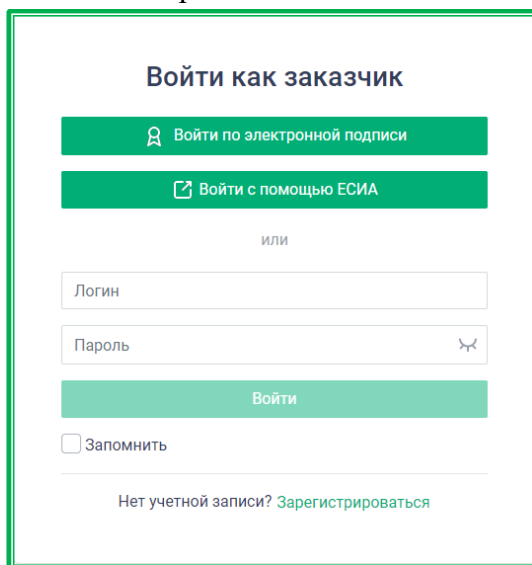 Войти как заказчик
Войти по электронной подписи
Войти с помощью ЕСИА
или
Логин
Пароль
Войти
Запомнить
Нет учетной записи? Зарегистрироваться